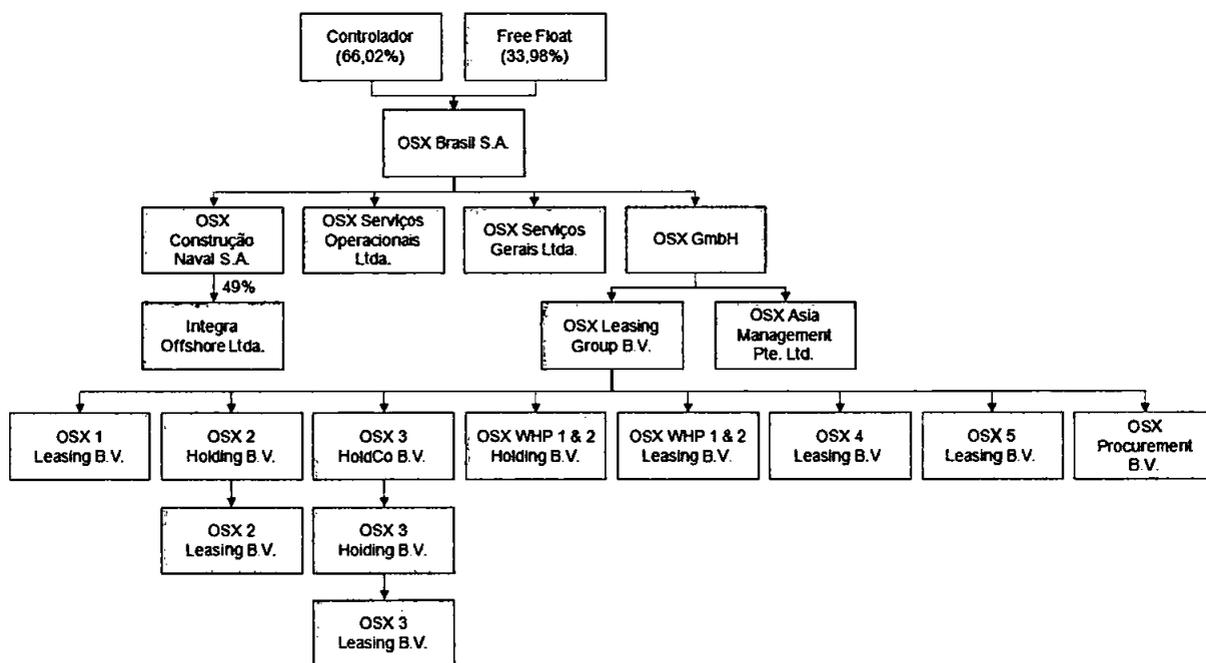 Controlador
(66,02%)
Free Float
(33,98%)
OSX Brasil S.A.
OSX
Construção
Naval S.A.
OSX Serviços
Operacionais
Ltda.
OSX Serviços
Gerais Ltda.
OSX GmbH
49%
Integra
Offshore Ltda.
OSX Leasing
Group B.V.
OSX Asia
Management
Pte. Ltd.
OSX 1
Leasing B.V.
OSX 2
Holding B.V.
OSX 3
HoldCo B.V.
OSX WHP 1 & 2
Holding B.V.
OSX WHP 1 & 2
Leasing B.V.
OSX 4
Leasing B.V
OSX 5
Leasing B.V.
OSX
Procurement
B.V.
OSX 2
Leasing B.V.
OSX 3
Holding B.V.
OSX 3
Leasing B.V.